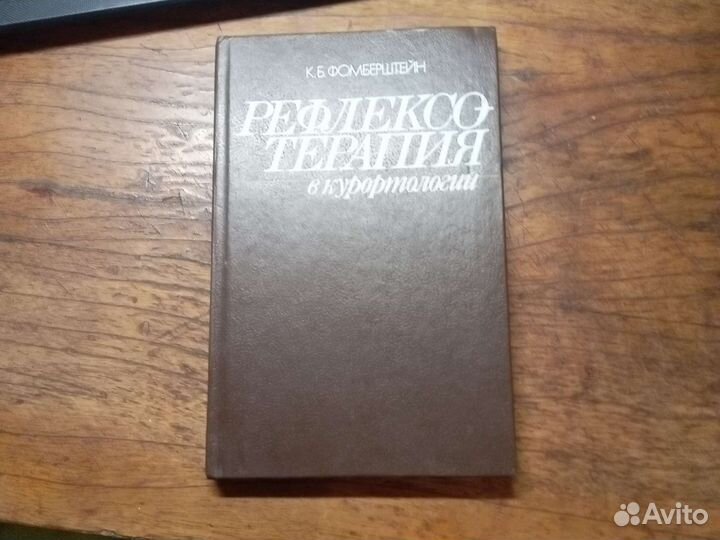 К. Б. ФОМБЕРШТЕЙН
РЕФЛЕКСО-
ТЕРАПИЯ
в курортологии
Avito